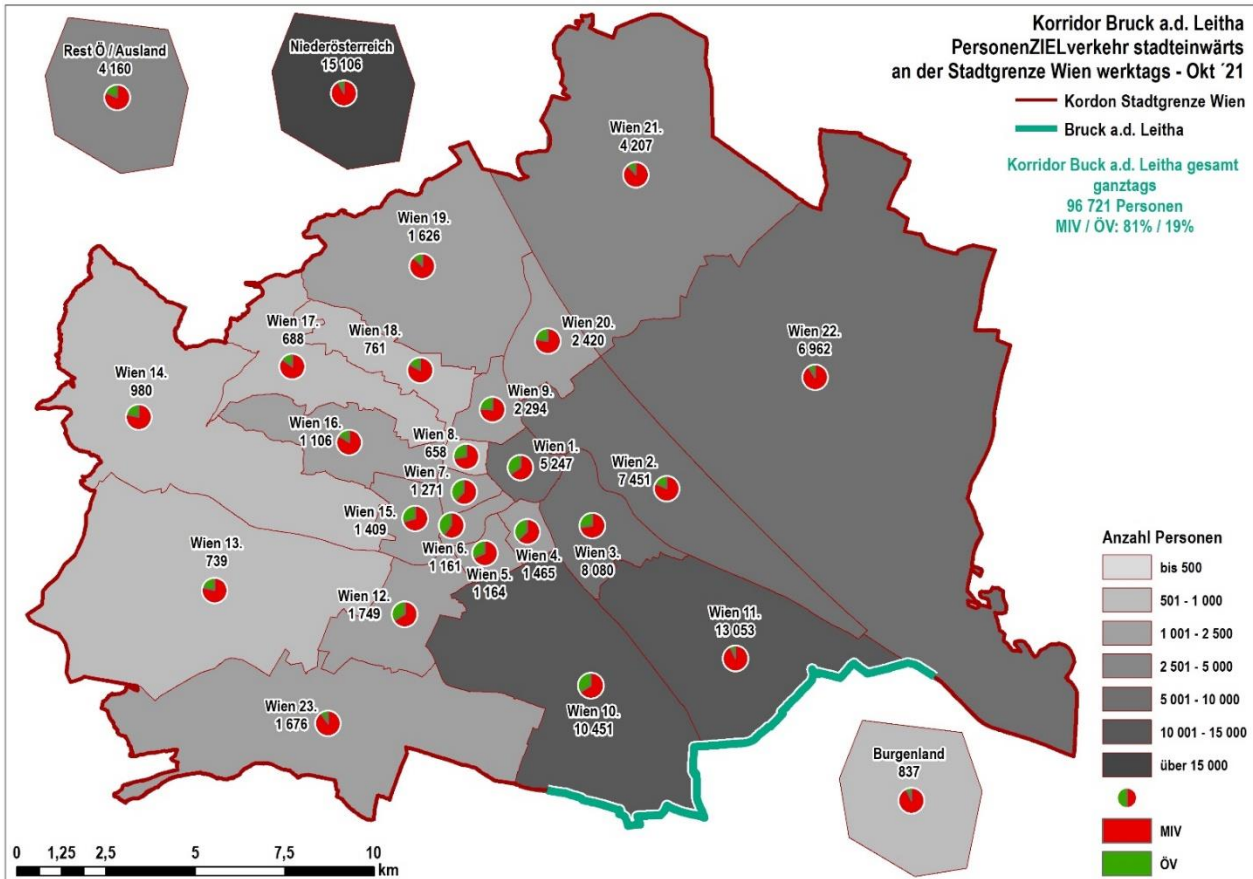 Korridor Bruck a.d. Leitha
PersonenZIELverkehr stadteinwärts
an der Stadtgrenze Wien werktags - Okt ´21
Kordon Stadtgrenze Wien
Bruck a.d. Leitha
Korridor Buck a.d. Leitha gesamt
ganztags
96 721 Personen
MIV / ÖV: 81% / 19%
Rest Ö / Ausland
4 160
Niederösterreich
15 106
Wien 21.
4 207
Wien 19.
1 626
Wien 17.
688
Wien 18.
761
Wien 20.
2 420
Wien 22.
6 962
Wien 14.
980
Wien 9.
2 294
Wien 16.
1 106
Wien 8.
658
Wien 1.
5 247
Wien 7.
1 271
Wien 2.
7 451
Wien 15.
1 409
Wien 6.
1 161
Wien 5.
1 164
Wien 4.
1 465
Wien 3.
8 080
Wien 13.
739
Wien 12.
1 749
Wien 11.
13 053
Wien 23.
1 676
Wien 10.
10 451
Burgenland
837
Anzahl Personen
bis 500
501 - 1 000
1 001 - 2 500
2 501 - 5 000
5 001 - 10 000
10 001 - 15 000
über 15 000
MIV
ÖV
0 1,25 2,5 5 7,5 10
km